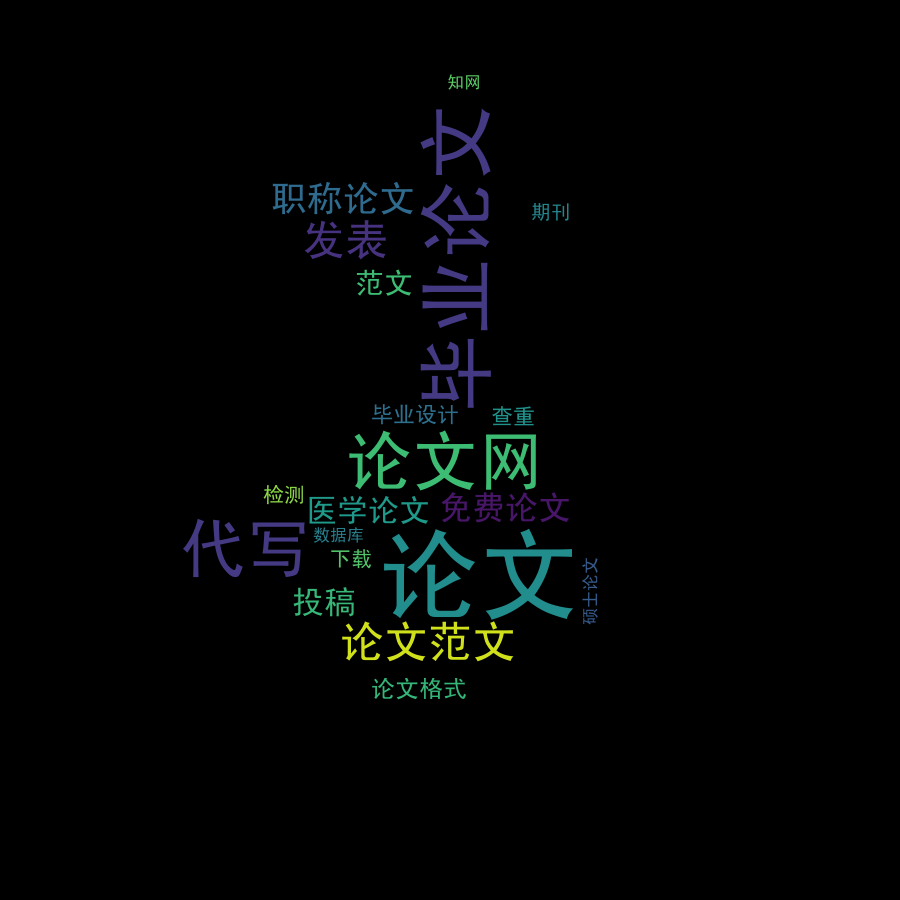 知网
毕业论文
职称论文
期刊
发表
范文
毕业设计
查重
论文网
检测
医学论文
免费论文
代写
数据库
下载
论文
硕士论文
投稿
论文范文
论文格式